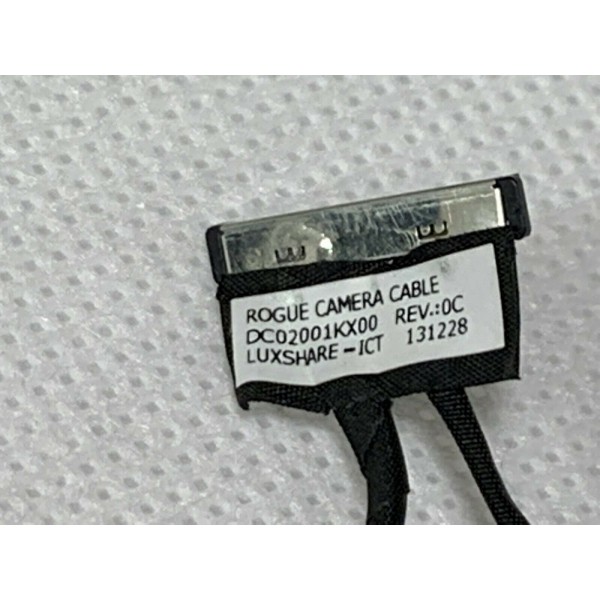 ROGUE CAMERA CABLE
DC02001KX00 REV.:0C
LUXSHARE-ICT 131228